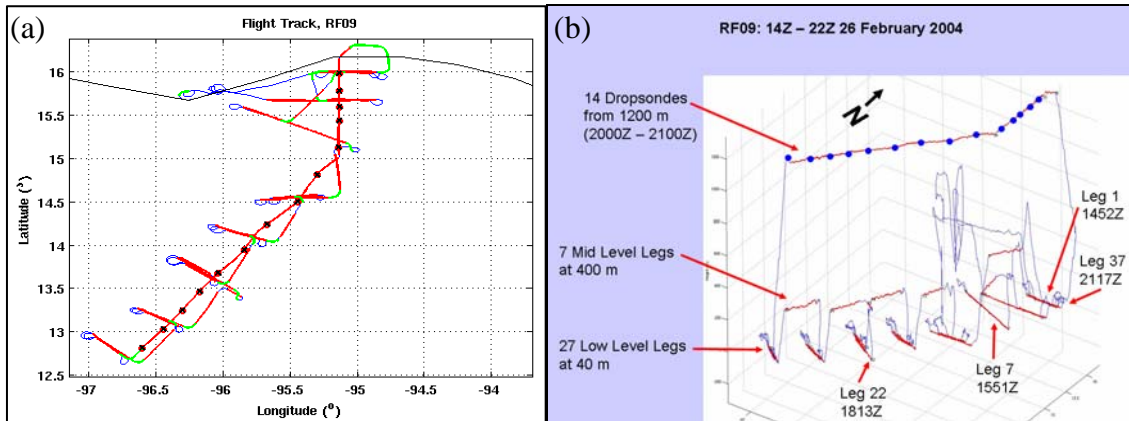 (a)
Flight Track, RF09
Latitude (°)
16
15.5
15
14.5
14
13.5
13
12.5
-97
-96.5
-96
-95.5
-95
-94.5
-94
Longitude (°)
(b)
RF09: 14Z – 22Z 26 February 2004
14 Dropsondes
from 1200 m
(2000Z – 2100Z)
N
Leg 1
1452Z
7 Mid Level Legs
at 400 m
Leg 37
2117Z
27 Low Level Legs
at 40 m
Leg 7
1551Z
Leg 22
1813Z